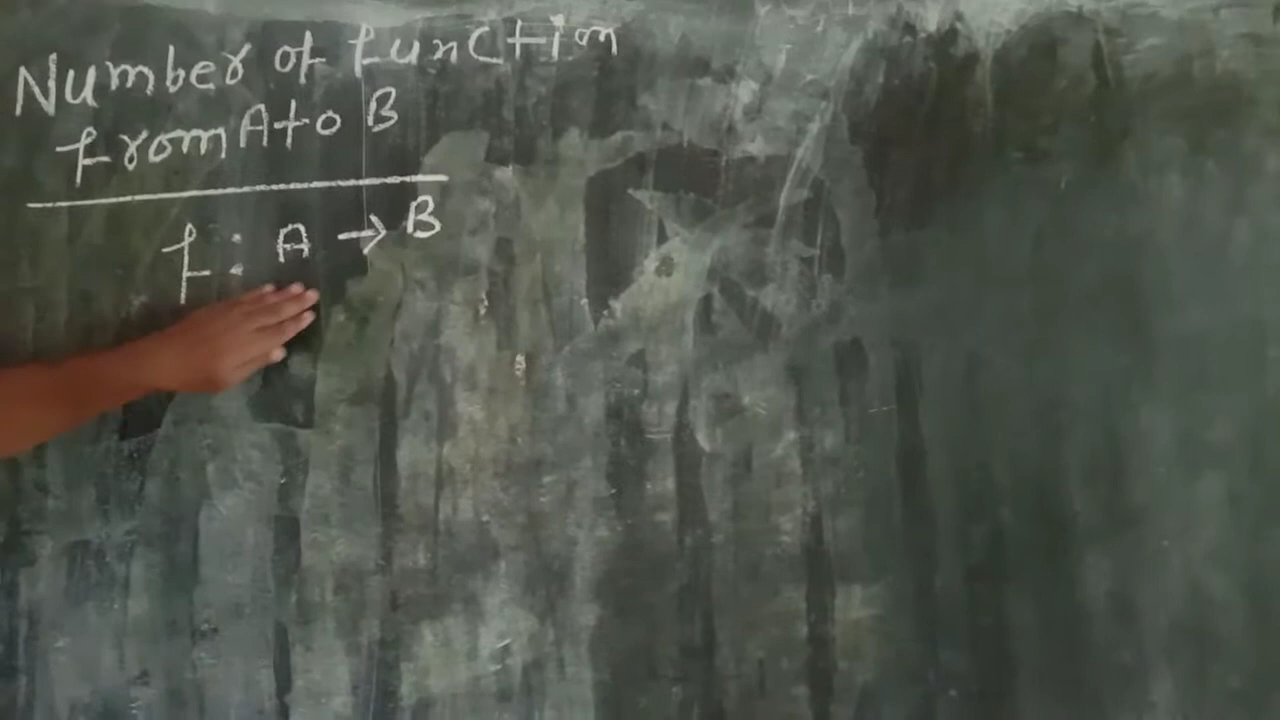 Number of function
from A to B
f : A → B